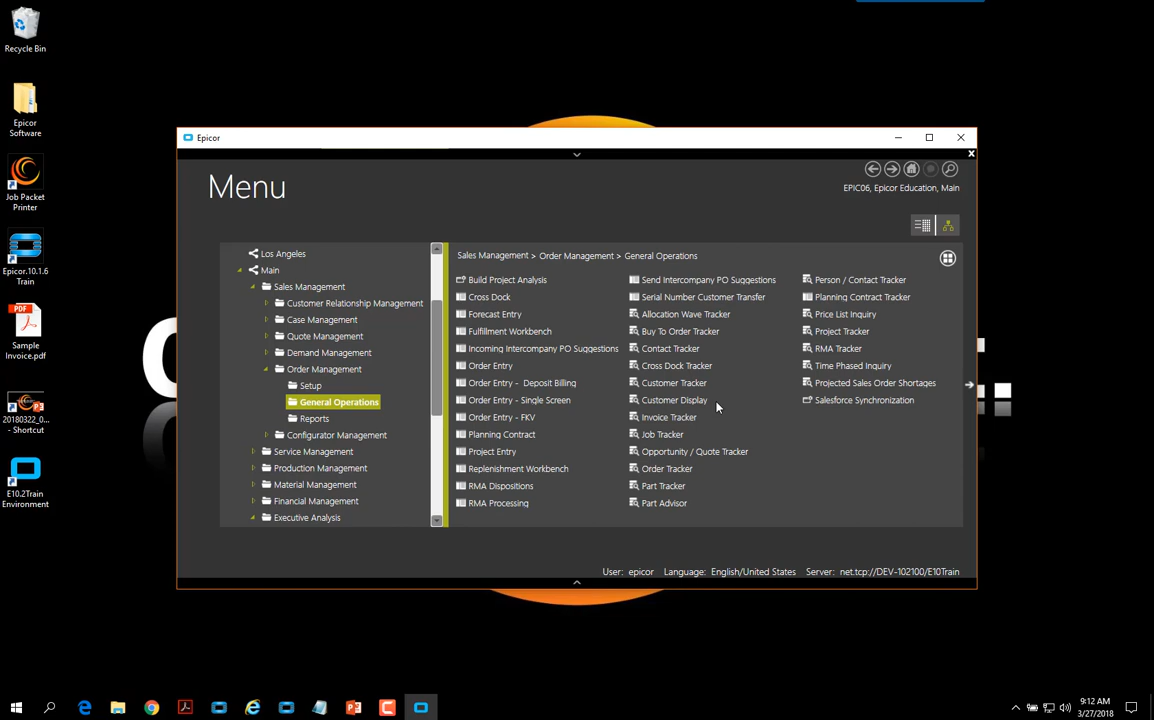 Recycle Bin
Epicor
Software
Job Packet
Printer
Epicor.10.1.6
Train
PDF
Sample
Invoice.pdf
20180322_0...
- Shortcut
E10.2Train
Environment
Epicor
Menu
EPIC06, Epicor Education, Main
Los Angeles
Main
Sales Management
Customer Relationship Management
Case Management
Quote Management
Demand Management
Order Management
Setup
General Operations
Reports
Configurator Management
Service Management
Production Management
Material Management
Financial Management
Executive Analysis
Sales Management > Order Management > General Operations
Build Project Analysis
Cross Dock
Forecast Entry
Fulfillment Workbench
Incoming Intercompany PO Suggestions
Order Entry
Order Entry - Deposit Billing
Order Entry - Single Screen
Order Entry - FKV
Planning Contract
Project Entry
Replenishment Workbench
RMA Dispositions
RMA Processing
Send Intercompany PO Suggestions
Serial Number Customer Transfer
Allocation Wave Tracker
Buy To Order Tracker
Contact Tracker
Cross Dock Tracker
Customer Tracker
Customer Display
Invoice Tracker
Job Tracker
Opportunity / Quote Tracker
Order Tracker
Part Tracker
Part Advisor
Person / Contact Tracker
Planning Contract Tracker
Price List Inquiry
Project Tracker
RMA Tracker
Time Phased Inquiry
Projected Sales Order Shortages
Salesforce Synchronization
User: epicor Language: English/United States Server: net.tcp://DEV-102100/E10Train
9:12 AM
3/27/2018